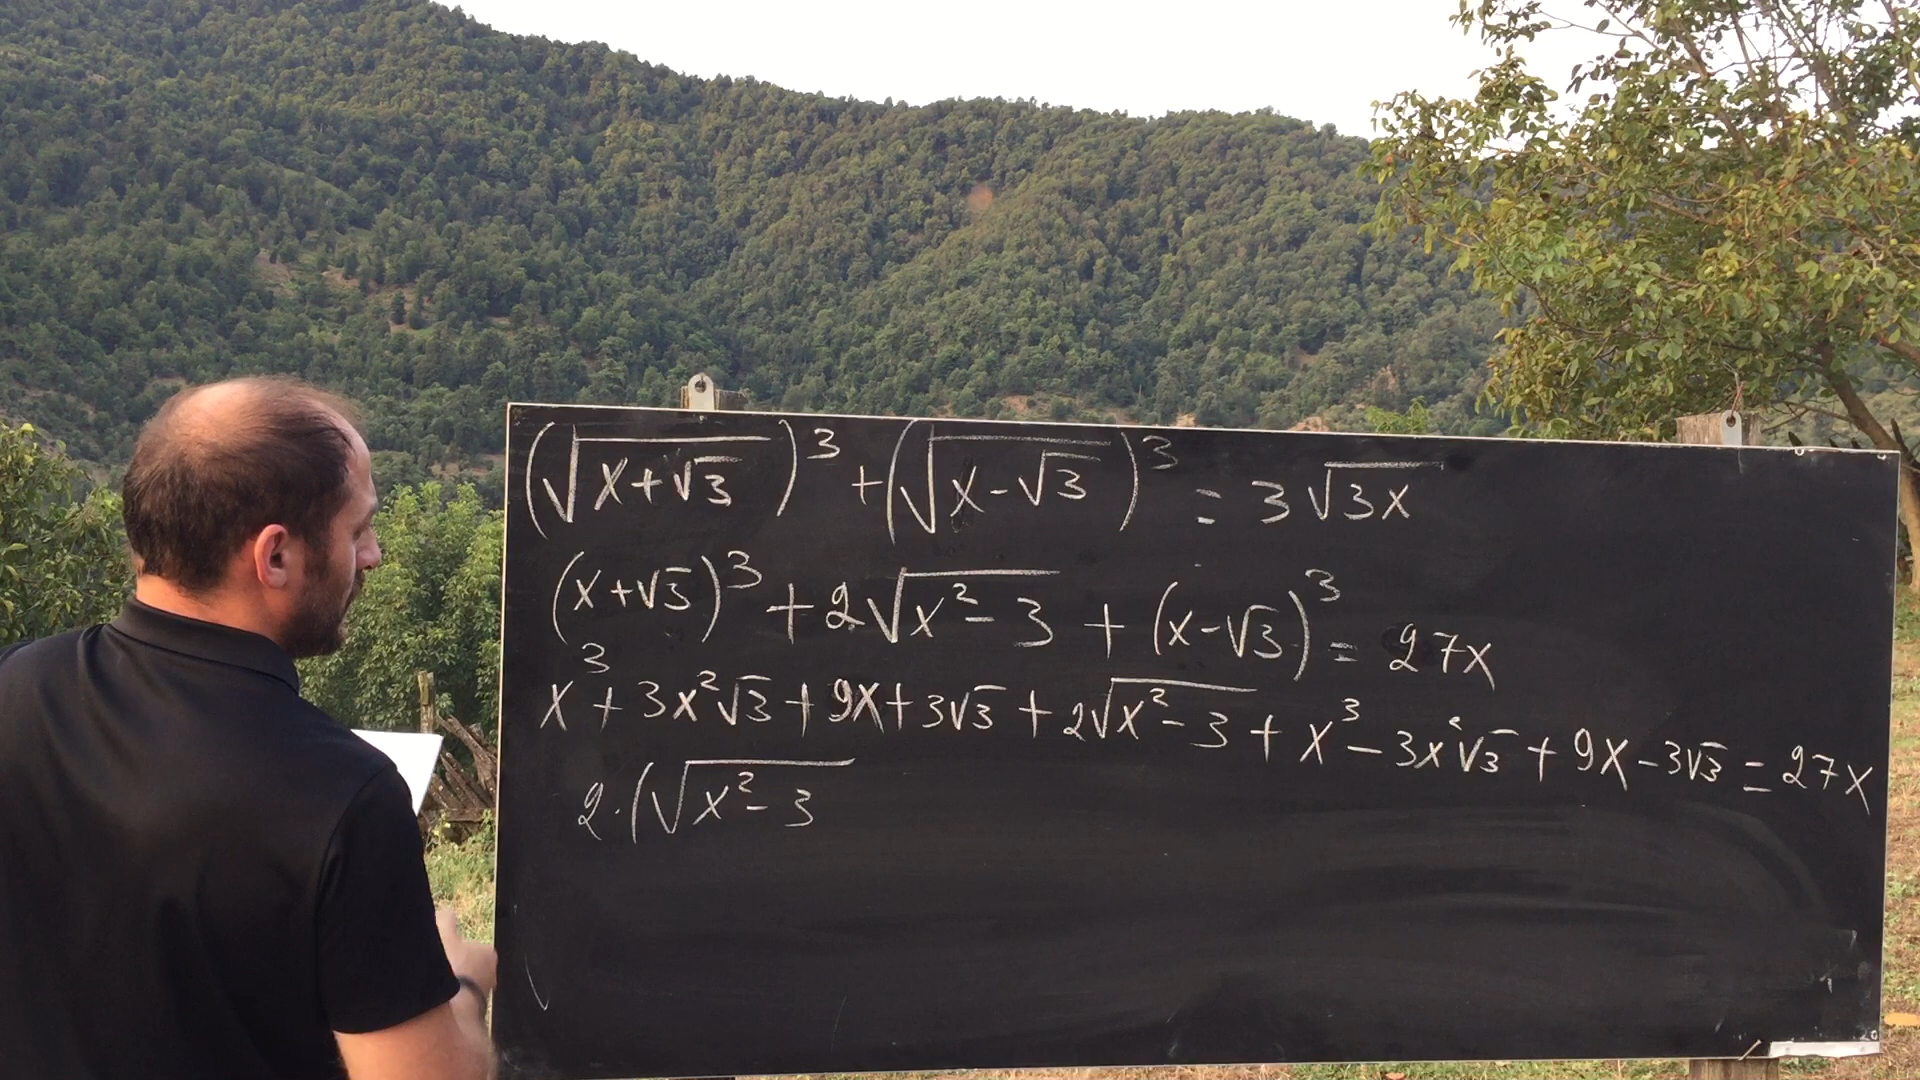 (√(x+√3))³ + (√(x-√3))³ = 3√(3x)
(x+√3)³ + 2√(x²-3) + (x-√3)³ = 27x
x³ + 3x²√3 + 9x + 3√3 + 2√(x²-3) + x³ - 3x²√3 + 9x - 3√3 = 27x
2·(√(x²-3)